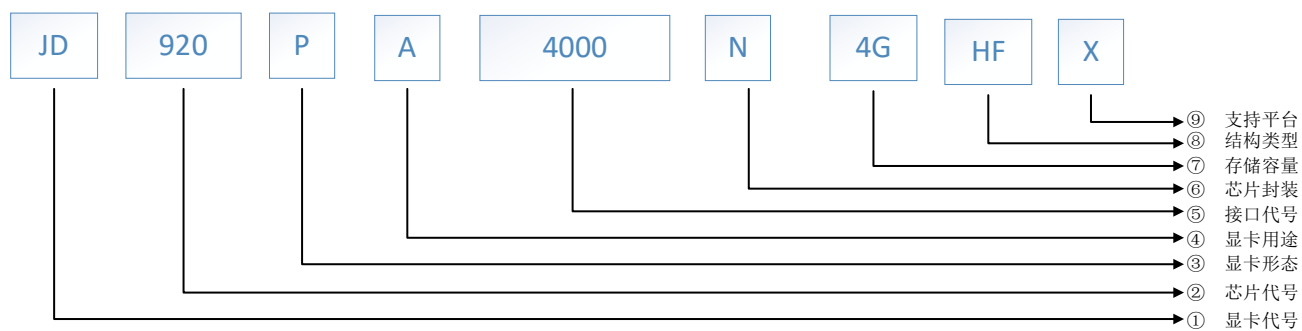 JD 920 P A 4000 N 4G HF X
⑨ 支持平台
⑧ 结构类型
⑦ 存储容量
⑥ 芯片封装
⑤ 接口代号
④ 显卡用途
③ 显卡形态
② 芯片代号
① 显卡代号